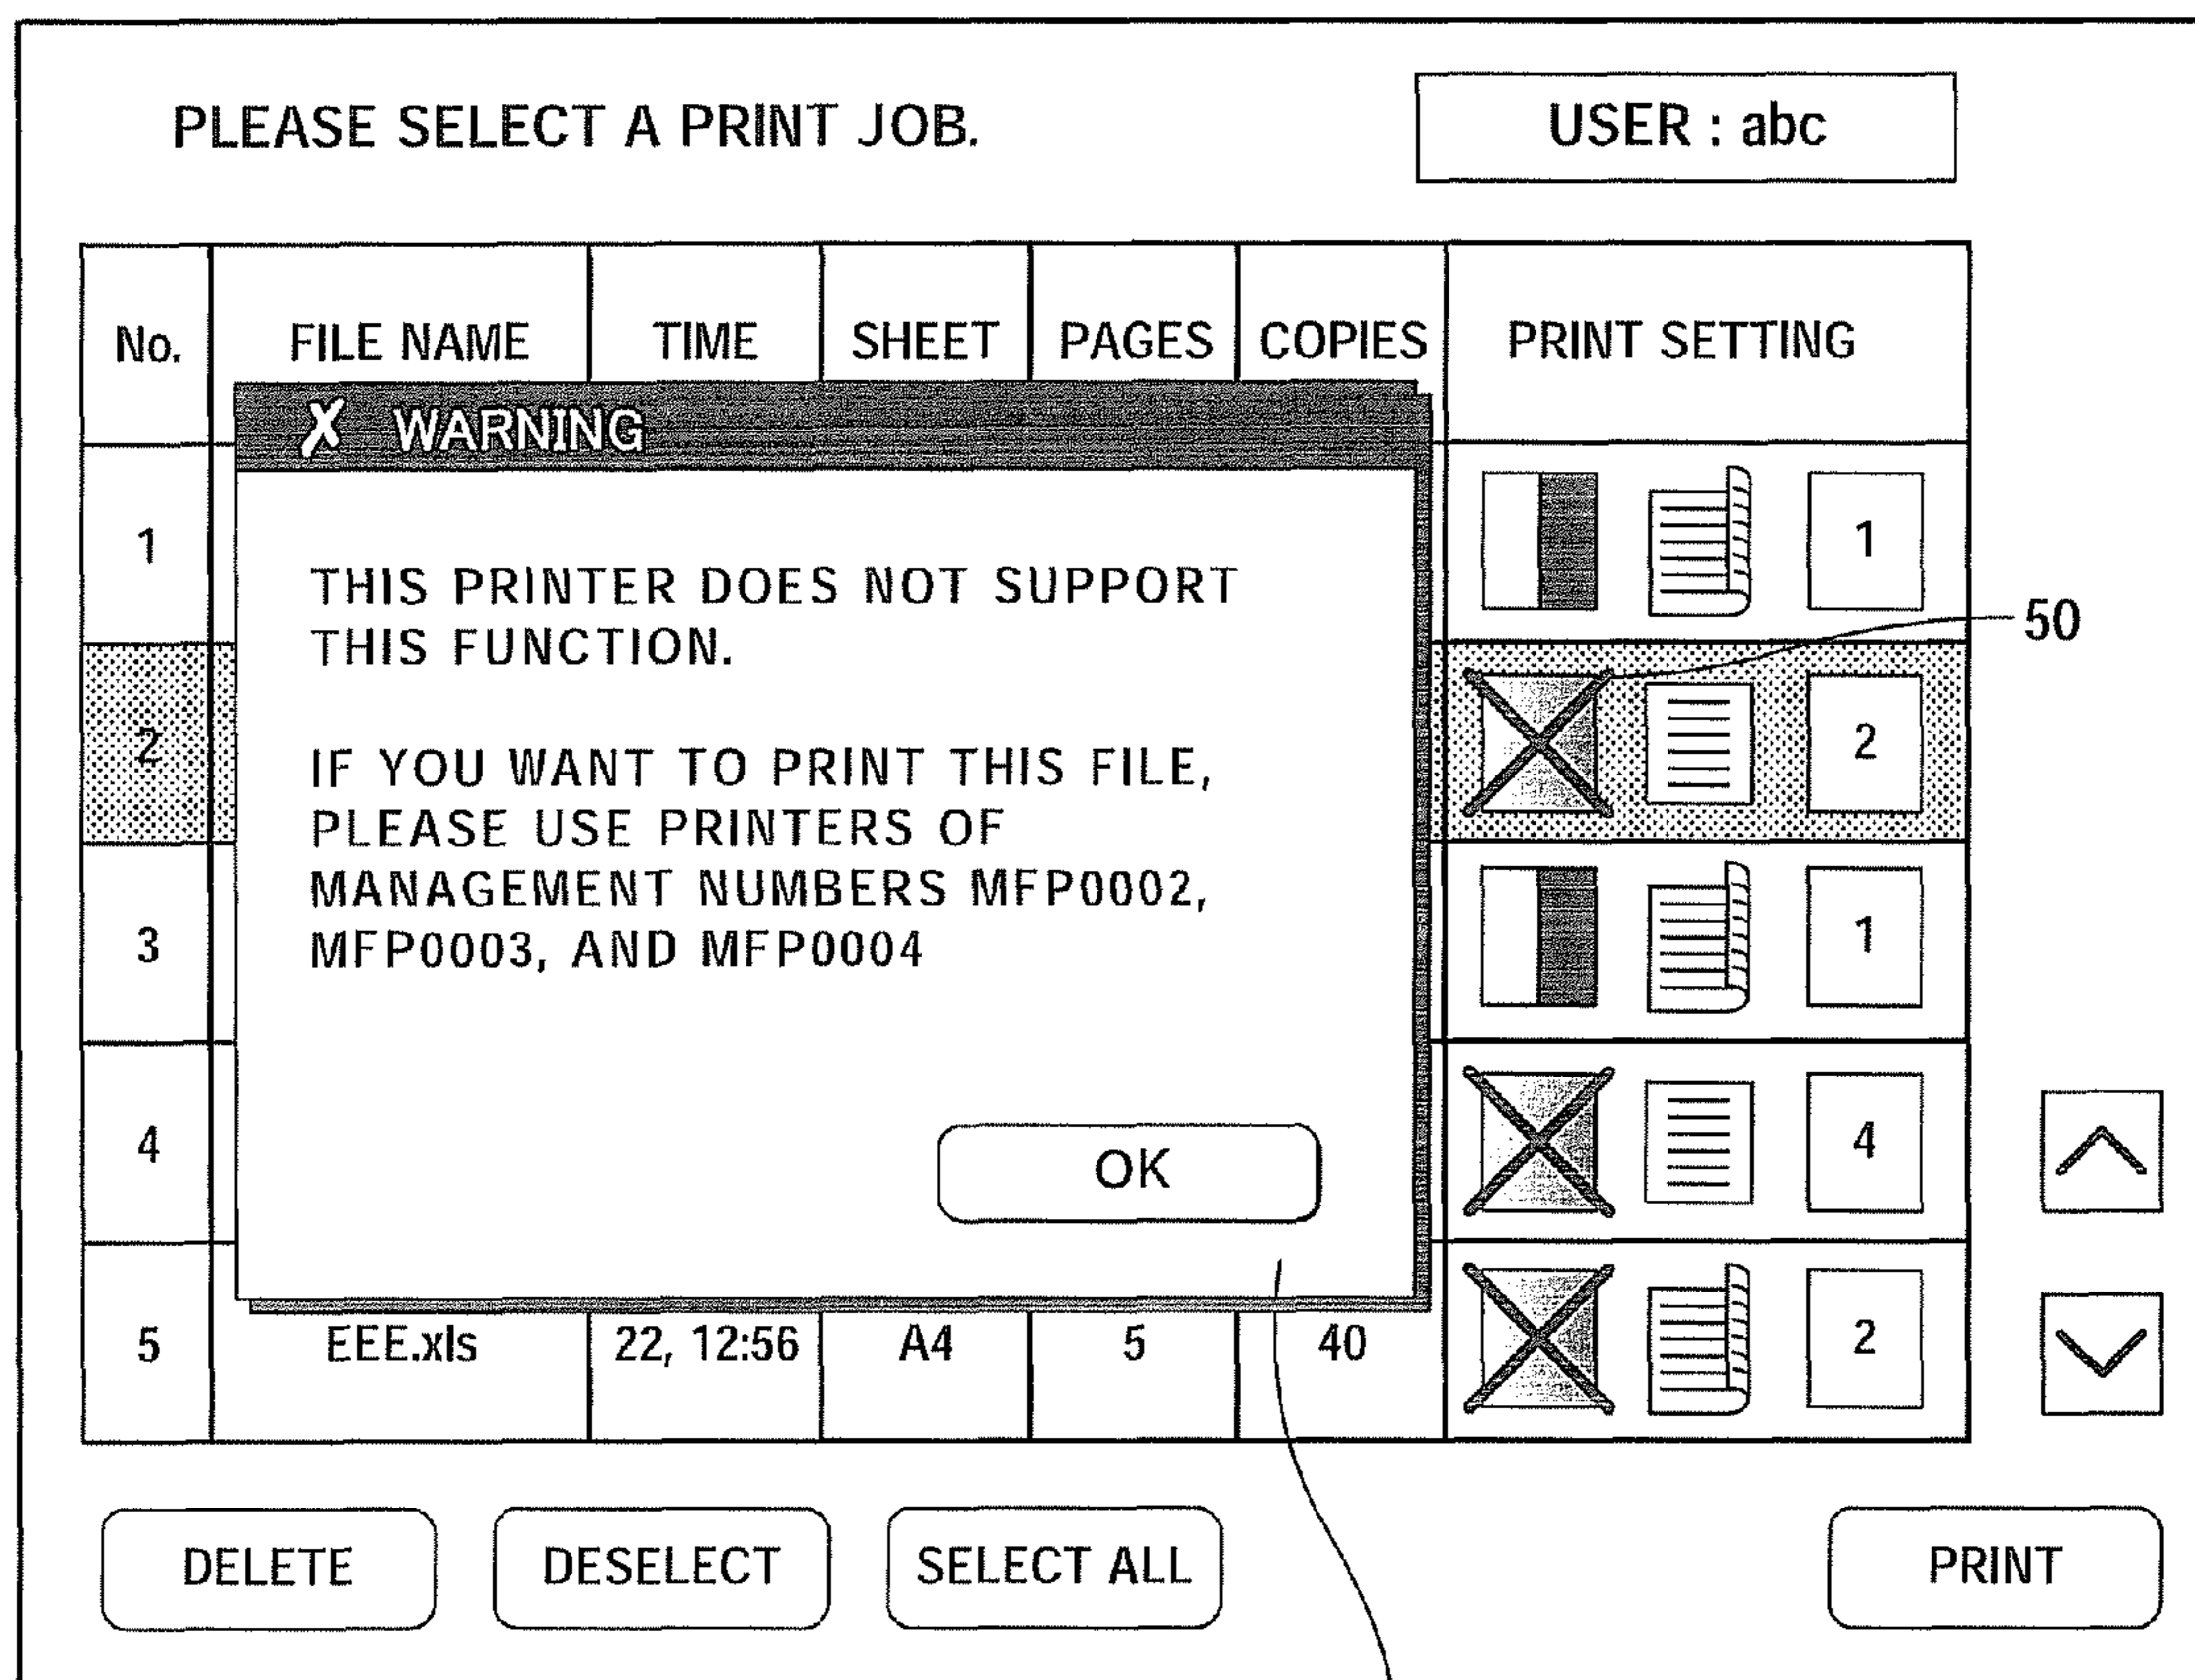 PLEASE SELECT A PRINT JOB.
USER : abc
No. FILE NAME TIME SHEET PAGES COPIES PRINT SETTING
X WARNING
THIS PRINTER DOES NOT SUPPORT
THIS FUNCTION.
IF YOU WANT TO PRINT THIS FILE,
PLEASE USE PRINTERS OF
MANAGEMENT NUMBERS MFP0002,
MFP0003, AND MFP0004
OK
1 1
50
2 2
3 1
4 4
5 EEE.xls 22, 12:56 A4 5 40 2
DELETE DESELECT SELECT ALL PRINT